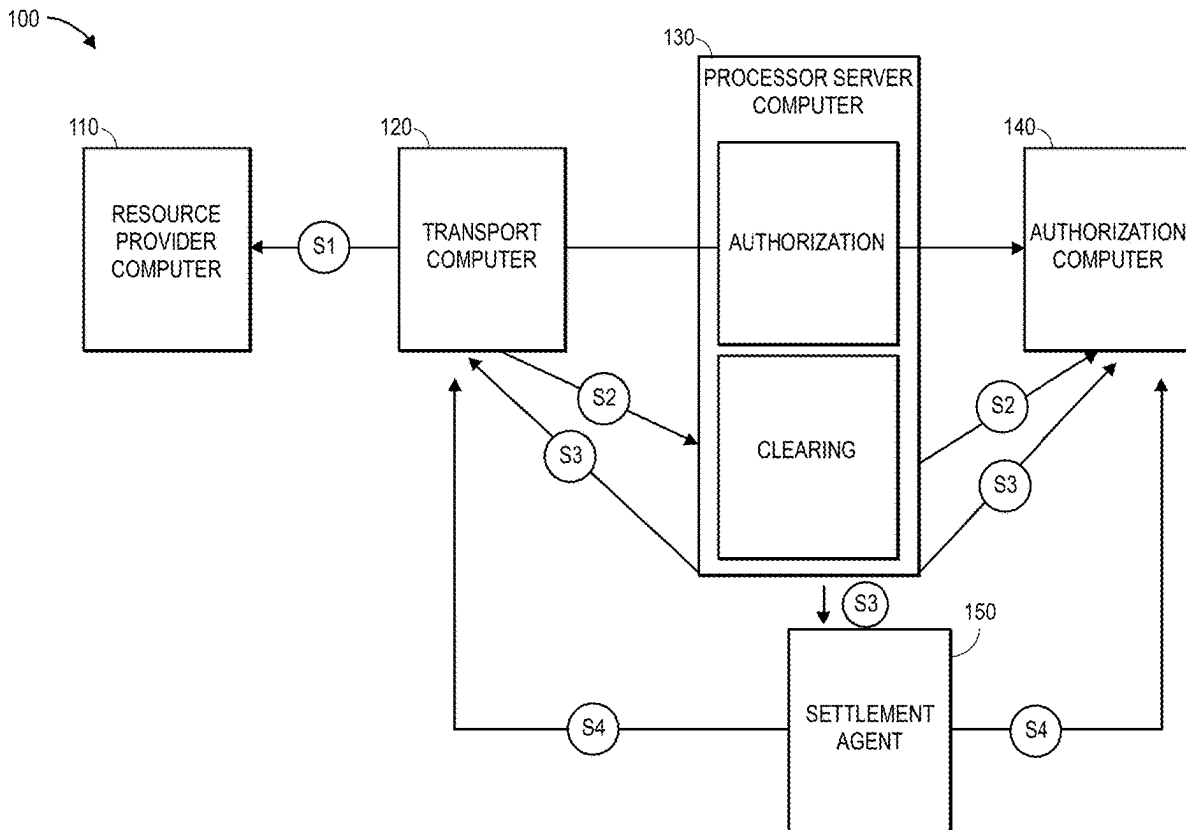 100
130
PROCESSOR SERVER
COMPUTER
110
120
140
RESOURCE
PROVIDER
COMPUTER
S1
TRANSPORT
COMPUTER
AUTHORIZATION
AUTHORIZATION
COMPUTER
S2
S3
CLEARING
S2
S3
S3
150
S4
SETTLEMENT
AGENT
S4